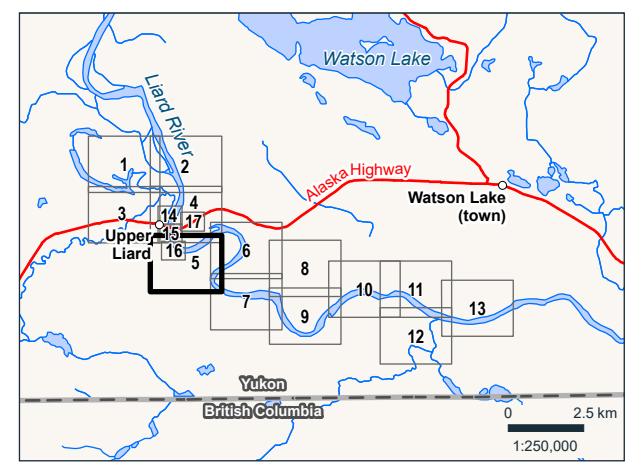 Watson Lake
Liard River
1
2
Alaska Highway
Watson Lake
(town)
3
4
14
17
15
Upper
Liard
16
5
6
7
8
9
10
11
12
13
Yukon
British Columbia
0 2.5 km
1:250,000